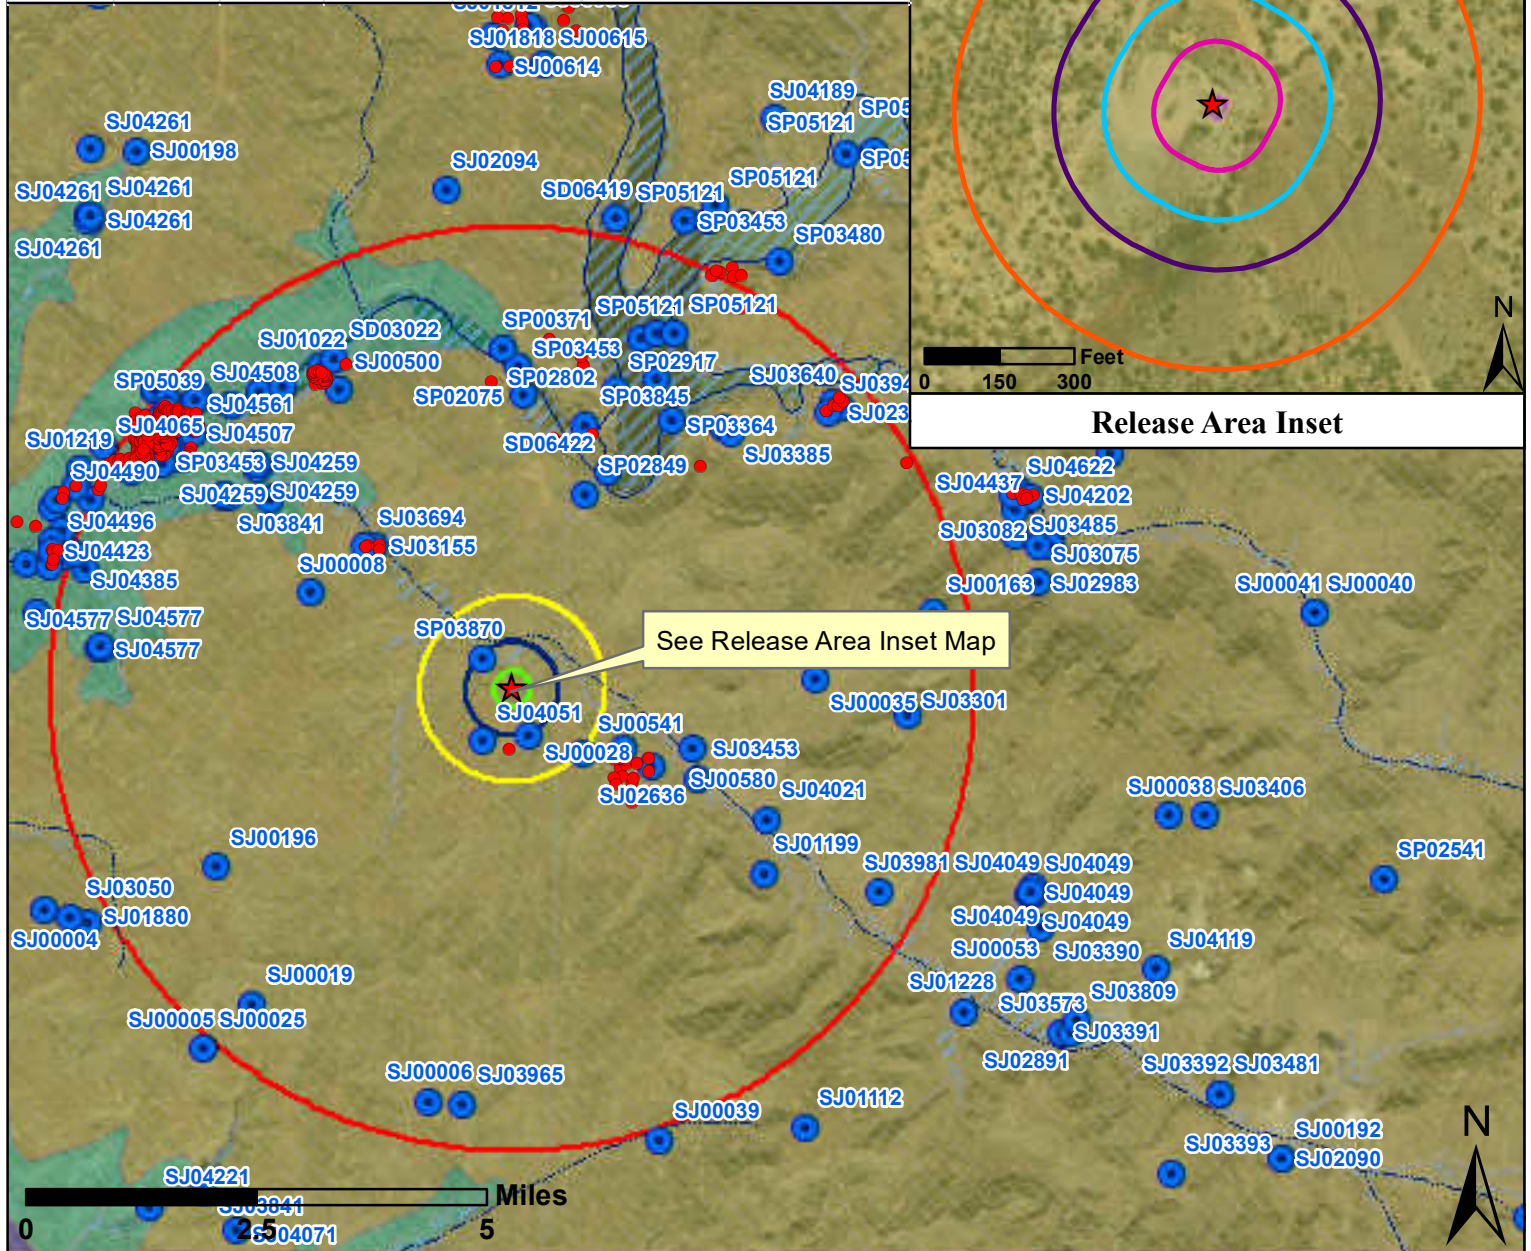 SJ01818 SJ00615
SJ00614
SJ04189
SP05121
SJ04261
SJ00198
SJ02094
SJ04261 SJ04261
SJ04261
SJ04261
SD06419 SP05121 SP05121
SP03453
SP03480
SP05121 SP05121
SP00371
SJ01022 SD03022
SJ00500
SP03453
SP02917
SP05039 SJ04508
SP02802
SJ03640
SP02075
SP03845
SJ04561
SJ04065
SJ01219
SJ04507
SD06422
SP03364
SJ03385
SP03453 SJ04259
SJ04490
SP02849
SJ04259 SJ04259
SJ03841
SJ04496
SJ03694
SJ03155
SJ04423
SJ00008
SJ04385
SJ04577 SJ04577
SJ04577
SP03870
See Release Area Inset Map
SJ04051
SJ00541
SJ00028
SJ03453
SJ00580
SJ02636
SJ04021
SJ00035 SJ03301
SJ01199
SJ04622
SJ04437
SJ04202
SJ03082 SJ03485
SJ03075
SJ00163 SJ02983
SJ00041 SJ00040
SJ00038 SJ03406
SP02541
SJ03981 SJ04049 SJ04049
SJ04049
SJ04049 SJ04049
SJ00053 SJ03390
SJ04119
SJ01228
SJ03573 SJ03809
SJ03391
SJ02891
SJ03392 SJ03481
SJ00192
SJ03393
SJ02090
SJ00196
SJ03050
SJ01880
SJ00004
SJ00019
SJ00005 SJ00025
SJ00006 SJ03965
SJ00039
SJ01112
SJ04221
SJ03841
SJ04071
Miles
0 2.5 5
N
N
Feet
0 150 300
Release Area Inset